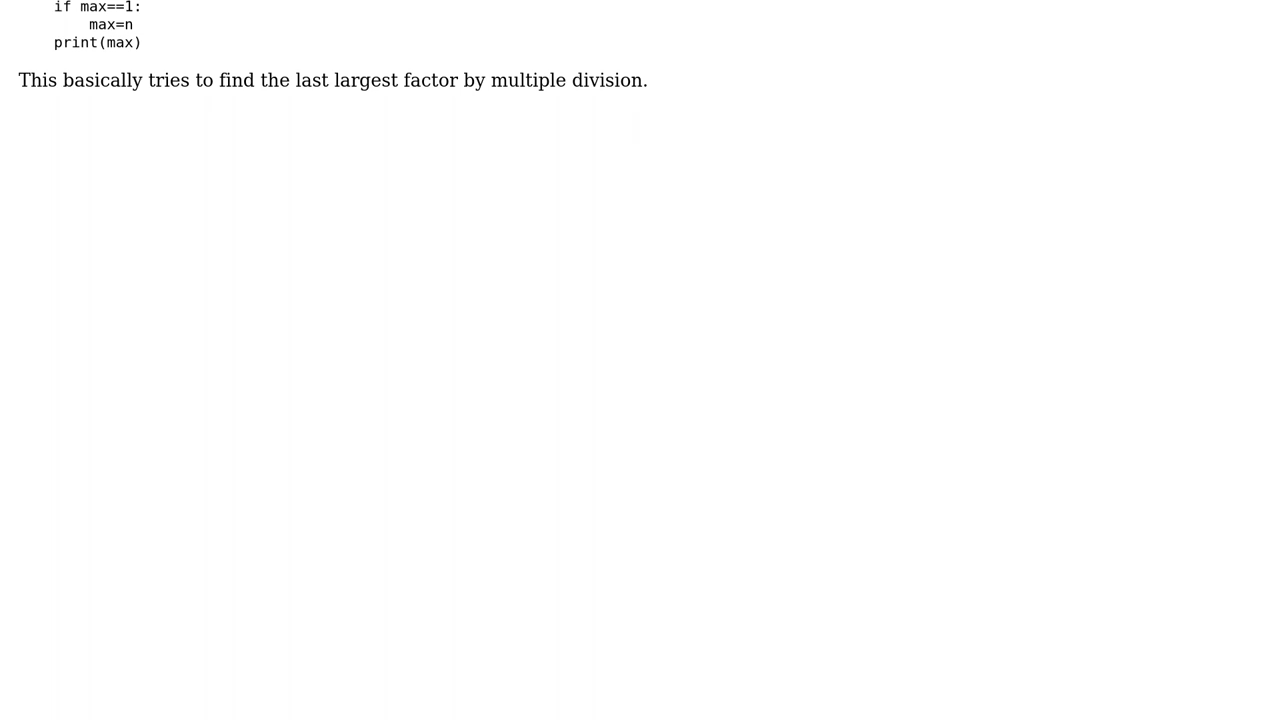 if max==1:
max=n
print(max)
This basically tries to find the last largest factor by multiple division.